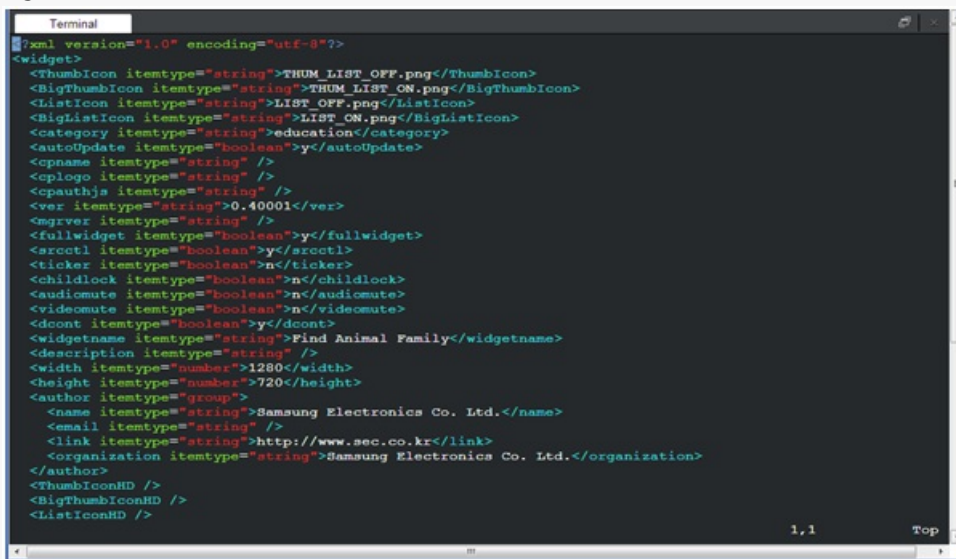 Terminal
<?xml version="1.0" encoding="utf-8"?>
<widget>
<ThumbIcon itemtype="string">THUM_LIST_OFF.png</ThumbIcon>
<BigThumbIcon itemtype="string">THUM_LIST_ON.png</BigThumbIcon>
<ListIcon itemtype="string">LIST_OFF.png</ListIcon>
<BigListIcon itemtype="string">LIST_ON.png</BigListIcon>
<category itemtype="string">education</category>
<autoUpdate itemtype="boolean">y</autoUpdate>
<cpname itemtype="string" />
<cplogo itemtype="string" />
<cpauthjs itemtype="string" />
<ver itemtype="string">0.40001</ver>
<mgrver itemtype="string" />
<fullwidget itemtype="boolean">y</fullwidget>
<srcctl itemtype="boolean">y</srcctl>
<ticker itemtype="boolean">n</ticker>
<childlock itemtype="boolean">n</childlock>
<audiomute itemtype="boolean">n</audiomute>
<videomute itemtype="boolean">n</videomute>
<dcont itemtype="boolean">y</dcont>
<widgetname itemtype="string">Find Animal Family</widgetname>
<description itemtype="string" />
<width itemtype="number">1280</width>
<height itemtype="number">720</height>
<author itemtype="group">
<name itemtype="string">Samsung Electronics Co. Ltd.</name>
<email itemtype="string" />
<link itemtype="string">http://www.sec.co.kr</link>
<organization itemtype="string">Samsung Electronics Co. Ltd.</organization>
</author>
<ThumbIconHD />
<BigThumbIconHD />
<ListIconHD />
1,1 Top